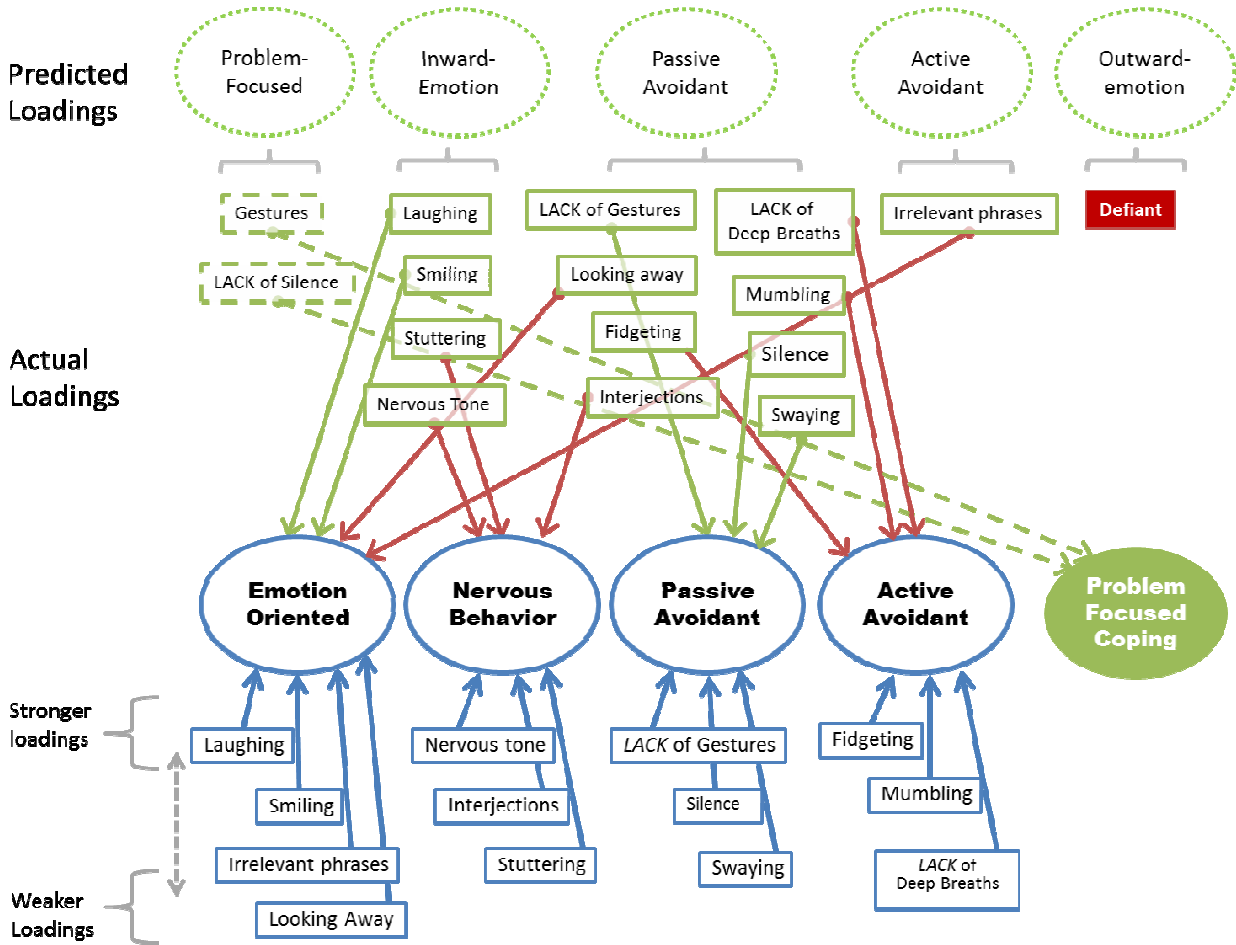 Predicted
Loadings
Problem-
Focused
Inward-
Emotion
Passive
Avoidant
Active
Avoidant
Outward-
emotion
Gestures
Laughing
LACK of Gestures
LACK of
Deep Breaths
Irrelevant phrases
Defiant
LACK of Silence
Smiling
Looking away
Mumbling
Actual
Loadings
Stuttering
Fidgeting
Silence
Nervous Tone
Interjections
Swaying
Emotion
Oriented
Nervous
Behavior
Passive
Avoidant
Active
Avoidant
Problem
Focused
Coping
Stronger
loadings
Laughing
Nervous tone
LACK of Gestures
Fidgeting
Smiling
Interjections
Silence
Mumbling
Irrelevant phrases
Stuttering
Swaying
LACK of
Deep Breaths
Weaker
Loadings
Looking Away